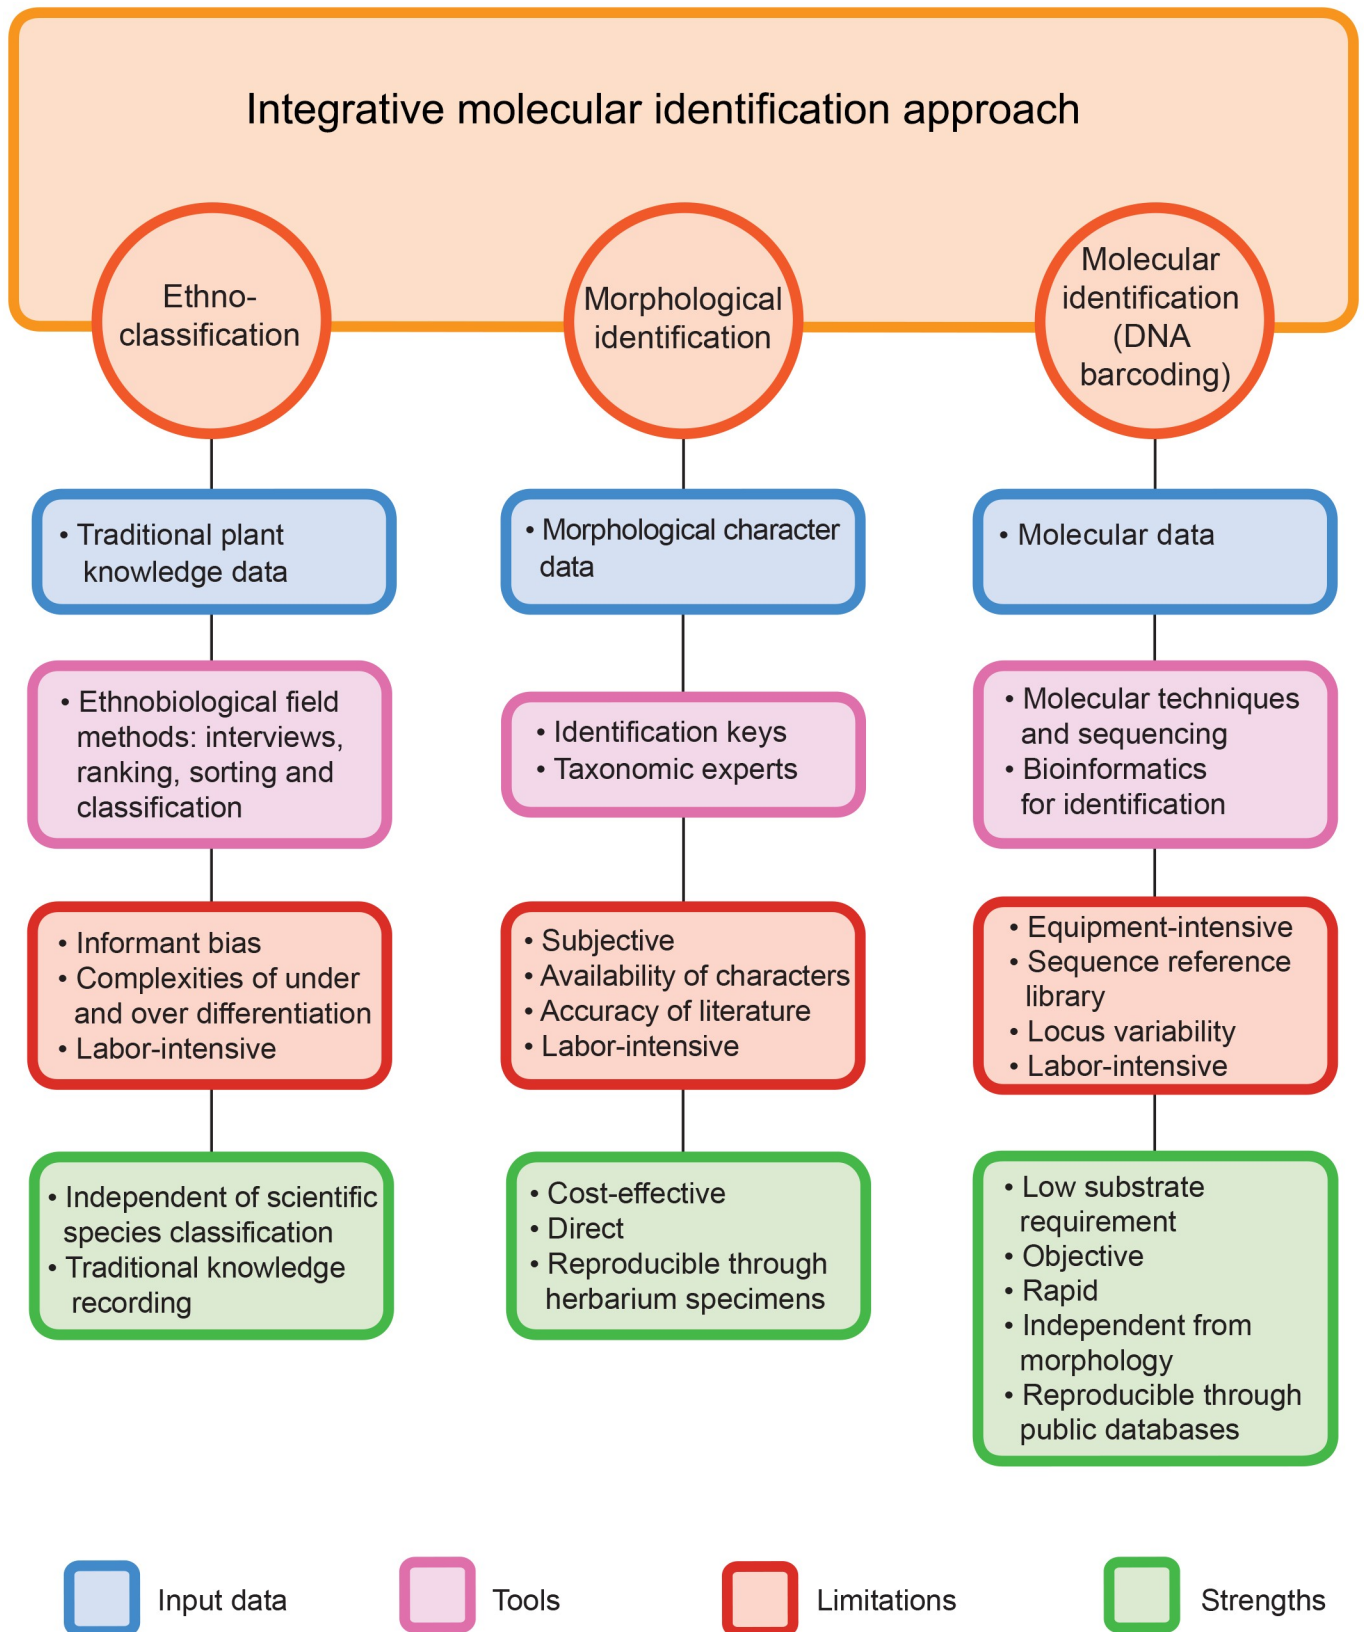 Integrative molecular identification approach
Ethno-
classification
Morphological
identification
Molecular
identification
(DNA
barcoding)
• Traditional plant
knowledge data
• Morphological character
data
• Molecular data
• Ethnobiological field
methods: interviews,
ranking, sorting and
classification
• Identification keys
• Taxonomic experts
• Molecular techniques
and sequencing
• Bioinformatics
for identification
• Informant bias
• Complexities of under
and over differentiation
• Labor-intensive
• Subjective
• Availability of characters
• Accuracy of literature
• Labor-intensive
• Equipment-intensive
• Sequence reference
library
• Locus variability
• Labor-intensive
• Independent of scientific
species classification
• Traditional knowledge
recording
• Cost-effective
• Direct
• Reproducible through
herbarium specimens
• Low substrate
requirement
• Objective
• Rapid
• Independent from
morphology
• Reproducible through
public databases
Input data
Tools
Limitations
Strengths